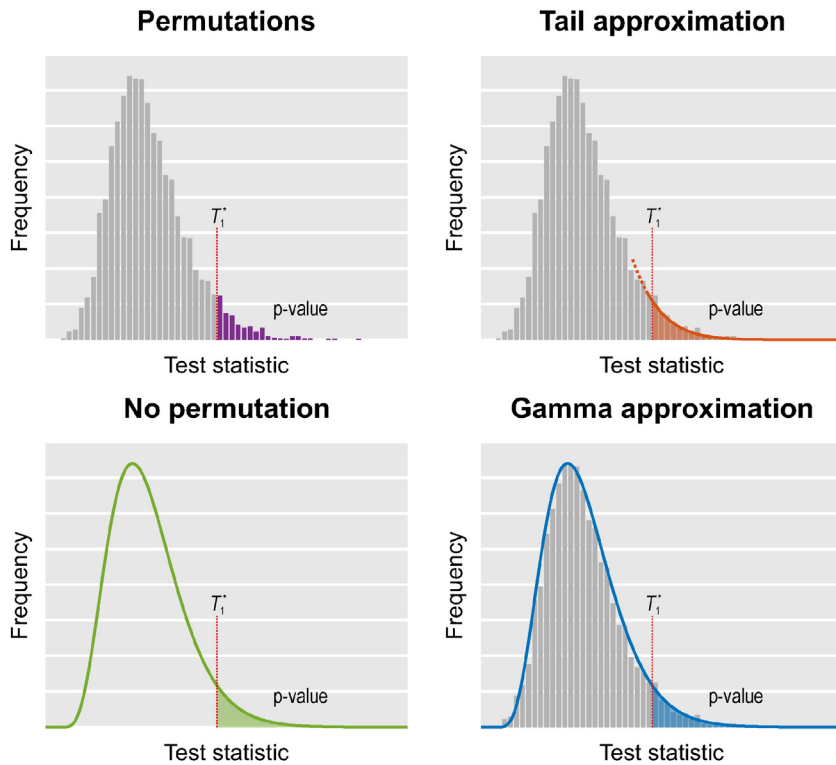 Permutations
Frequency
T₁*
p-value
Test statistic
Tail approximation
Frequency
T₁*
p-value
Test statistic
No permutation
Frequency
T₁*
p-value
Test statistic
Gamma approximation
Frequency
T₁*
p-value
Test statistic